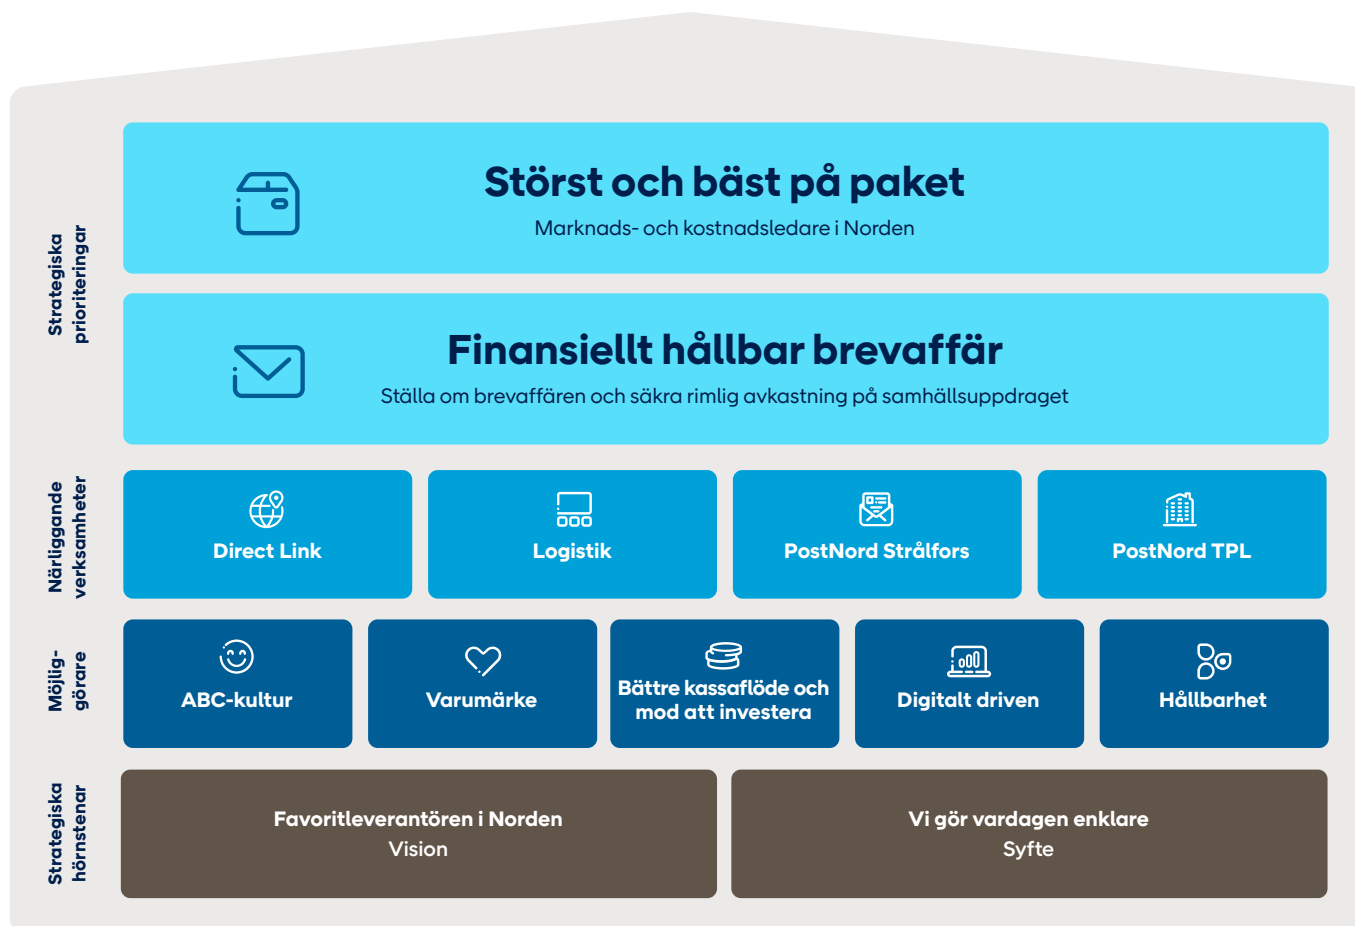 Strategiska
prioriteringar
Störst och bäst på paket
Marknads- och kostnadsledare i Norden
Finansiellt hållbar brevaffär
Ställa om brevaffären och säkra rimlig avkastning på samhällsuppdraget
Närliggande
verksamheter
Direct Link
Logistik
PostNord Strålfors
PostNord TPL
Möjlig-
görare
ABC-kultur
Varumärke
Bättre kassaflöde och
mod att investera
Digitalt driven
Hållbarhet
Strategiska
hörnstenar
Favoritleverantören i Norden
Vision
Vi gör vardagen enklare
Syfte